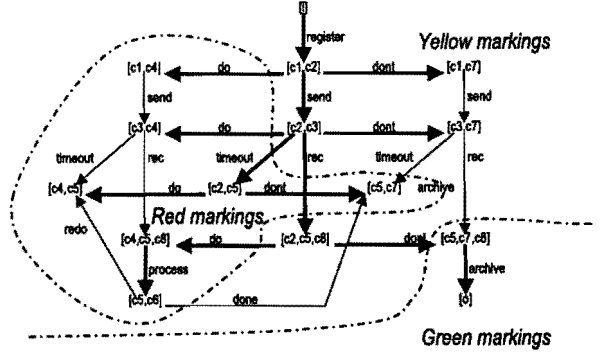 [i]
register
Yellow markings
[c1,c4] do [c1,c2] dont [c1,c7]
send send send
[c3,c4] do [c2,c3] dont [c3,c7]
timeout rec timeout rec timeout rec
[c4,c5] do [c2,c5] dont [c5,c7] archive
redo Red markings
[c4,c5,c8] do [c2,c5,c8] dont [c5,c7,c8]
process archive
[c5,c6] done [o]
Green markings